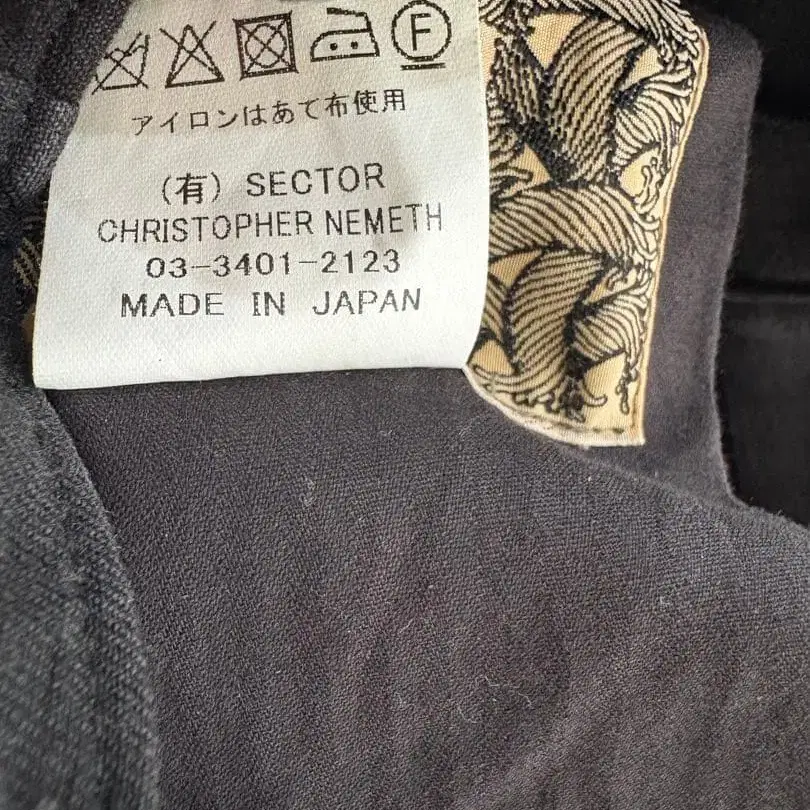 F
アイロンはあて布使用
(有) SECTOR
CHRISTOPHER NEMETH
03-3401-2123
MADE IN JAPAN